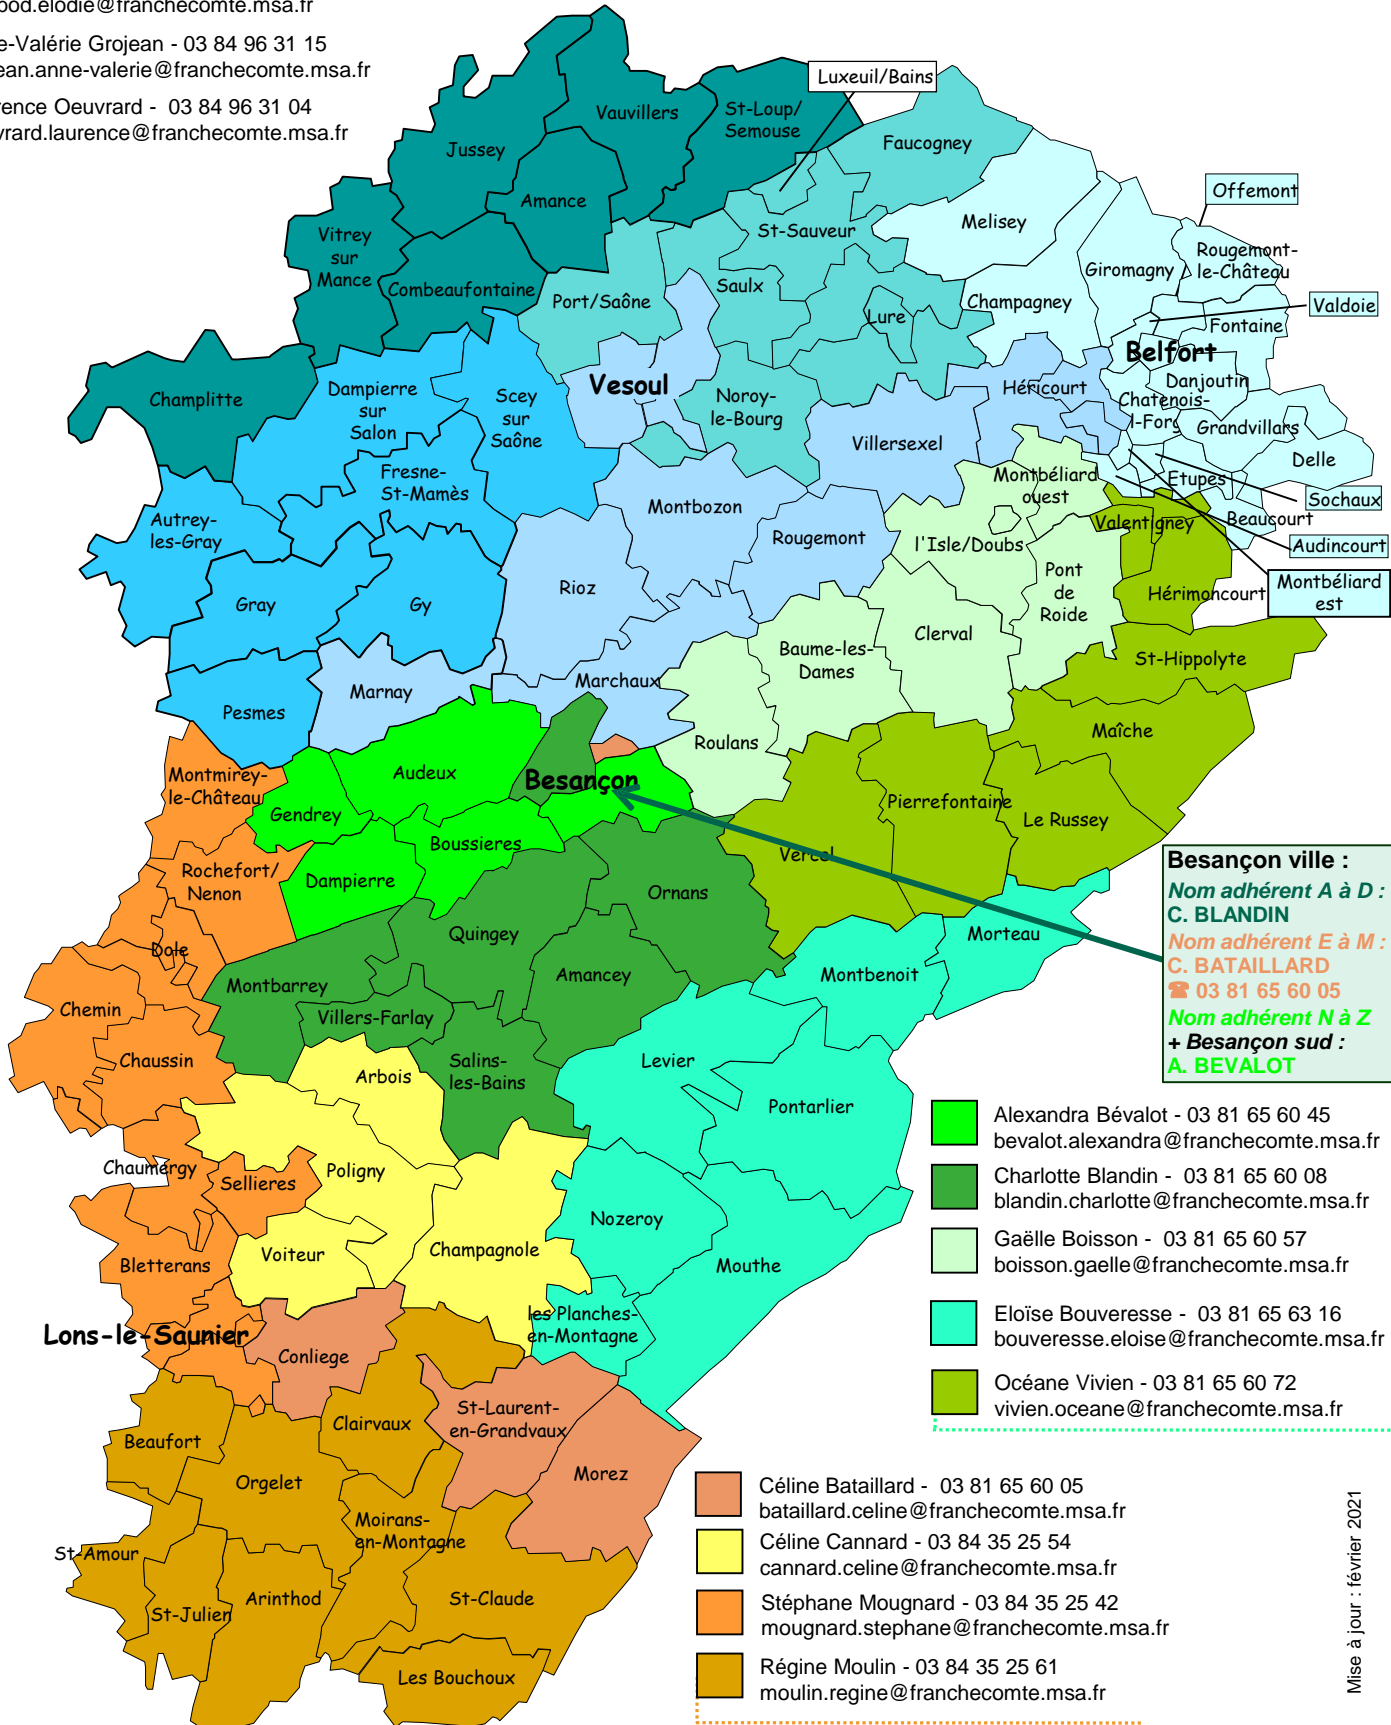 ood.elodie@franchecomte.msa.fr
e-Valérie Grojean - 03 84 96 31 15
ean.anne-valerie@franchecomte.msa.fr
rence Oeuvrard - 03 84 96 31 04
vrard.laurence@franchecomte.msa.fr
Luxeuil/Bains
Vauvillers
St-Loup/
Semouse
Jussey
Faucogney
Amance
Offemont
Melisey
Vitrey
sur
Mance
St-Sauveur
Rougemont-
le-Château
Giromagny
Combeaufontaine
Port/Saône
Saulx
Champagney
Lure
Valdoie
Fontaine
Belfort
Champlitte
Dampierre
sur
Salon
Scey
sur
Saône
Vesoul
Noroy-
le-Bourg
Héricourt
Danjoutin
Chatenois-
l-Forg
Grandvillars
Villersexel
Delle
Fresne-
St-Mamès
Montbéliard
ouest
Etupes
Sochaux
Montbozon
Autrey-
les-Gray
Rougemont
l'Isle/Doubs
Valentigney
Beaucourt
Audincourt
Pont
de
Roide
Montbéliard
est
Hérimoncourt
Rioz
Gray
Gy
Clerval
Baume-les-
Dames
St-Hippolyte
Marchaux
Marnay
Pesmes
Roulans
Maîche
Montmirey-
le-Château
Audeux
Besançon
Gendrey
Pierrefontaine
Le Russey
Boussieres
Vercel
Rochefort/
Nenon
Dampierre
Ornans
Besançon ville :
Nom adhérent A à D :
C. BLANDIN
Nom adhérent E à M :
C. BATAILLARD
☎ 03 81 65 60 05
Nom adhérent N à Z
+ Besançon sud :
A. BEVALOT
Quingey
Morteau
Dole
Amancey
Montbenoit
Montbarrey
Chemin
Villers-Farlay
Chaussin
Salins-
les-Bains
Levier
Arbois
Pontarlier
Chaumergy
Sellieres
Poligny
Nozeroy
Voiteur
Champagnole
Bletterans
Mouthe
les Planches-
en-Montagne
Lons-le-Saunier
Conliege
St-Laurent-
en-Grandvaux
Clairvaux
Beaufort
Orgelet
Morez
Moirans-
en-Montagne
St-Amour
Arinthod
St-Claude
St-Julien
Les Bouchoux
Alexandra Bévalot - 03 81 65 60 45
bevalot.alexandra@franchecomte.msa.fr
Charlotte Blandin - 03 81 65 60 08
blandin.charlotte@franchecomte.msa.fr
Gaëlle Boisson - 03 81 65 60 57
boisson.gaelle@franchecomte.msa.fr
Eloïse Bouveresse - 03 81 65 63 16
bouveresse.eloise@franchecomte.msa.fr
Océane Vivien - 03 81 65 60 72
vivien.oceane@franchecomte.msa.fr
Céline Bataillard - 03 81 65 60 05
bataillard.celine@franchecomte.msa.fr
Céline Cannard - 03 84 35 25 54
cannard.celine@franchecomte.msa.fr
Stéphane Mougnard - 03 84 35 25 42
mougnard.stephane@franchecomte.msa.fr
Régine Moulin - 03 84 35 25 61
moulin.regine@franchecomte.msa.fr
Mise à jour : février 2021